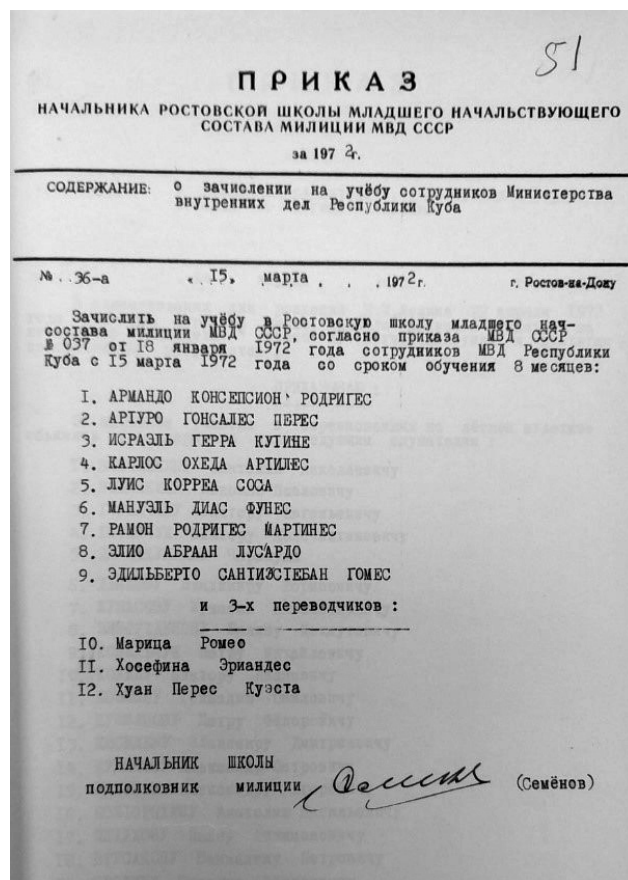 51
ПРИКАЗ
НАЧАЛЬНИКА РОСТОВСКОЙ ШКОЛЫ МЛАДШЕГО НАЧАЛЬСТВУЮЩЕГО
СОСТАВА МИЛИЦИИ МВД СССР
за 1972г.
СОДЕРЖАНИЕ: о зачислении на учёбу сотрудников Министерства
внутренних дел Республики Куба
№ . . 36-а « . 15 » . марта . . . 1972г. г. Ростов-на-Дону
Зачислить на учёбу в Ростовскую школу младшего нач-
состава милиции МВД СССР, согласно приказа МВД СССР
№ 037 от 18 января 1972 года сотрудников МВД Республики
Куба с 15 марта 1972 года со сроком обучения 8 месяцев:
1. АРМАНДО КОНСЕПСИОН РОДРИГЕС
2. АРТУРО ГОНСАЛЕС ПЕРЕС
3. ИСРАЭЛЬ ГЕРРА КУТИНЕ
4. КАРЛОС ОХЕДА АРТИЛЕС
5. ЛУИС КОРРЕА СОСА
6. МАНУЭЛЬ ДИАС ФУНЕС
7. РАМОН РОДРИГЕС МАРТИНЕС
8. ЭЛИО АБРААН ЛУСАРДО
9. ЭДИЛЬБЕРТО САНТИЭСТЕБАН ГОМЕС
и 3-х переводчиков :
10. Марица Ромео
11. Хосефина Эриандес
12. Хуан Перес Куэста
НАЧАЛЬНИК ШКОЛЫ
подполковник милиции (Семёнов)